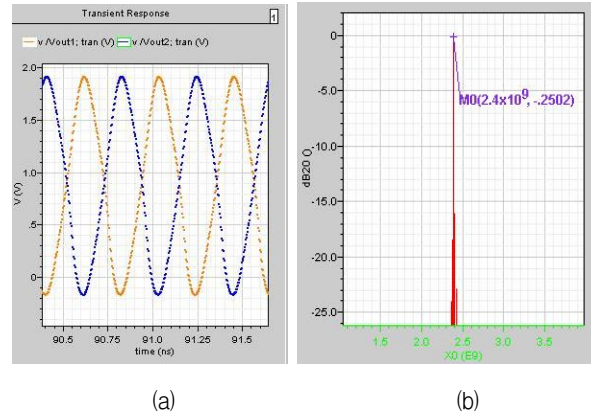 Transient Response
1
v /Vout1; tran (V) v /Vout2; tran (V)
2.0
1.5
1.0
.5
0
V (V)
90.5 90.75 91.0 91.25 91.5
time (ns)
(a)
0
-5.0
-10.0
-15.0
-20.0
-25.0
dB20 ()
M0(2.4x10⁹, -.2502)
1.5 2.0 2.5 3.0 3.5
X0 (E9)
(b)